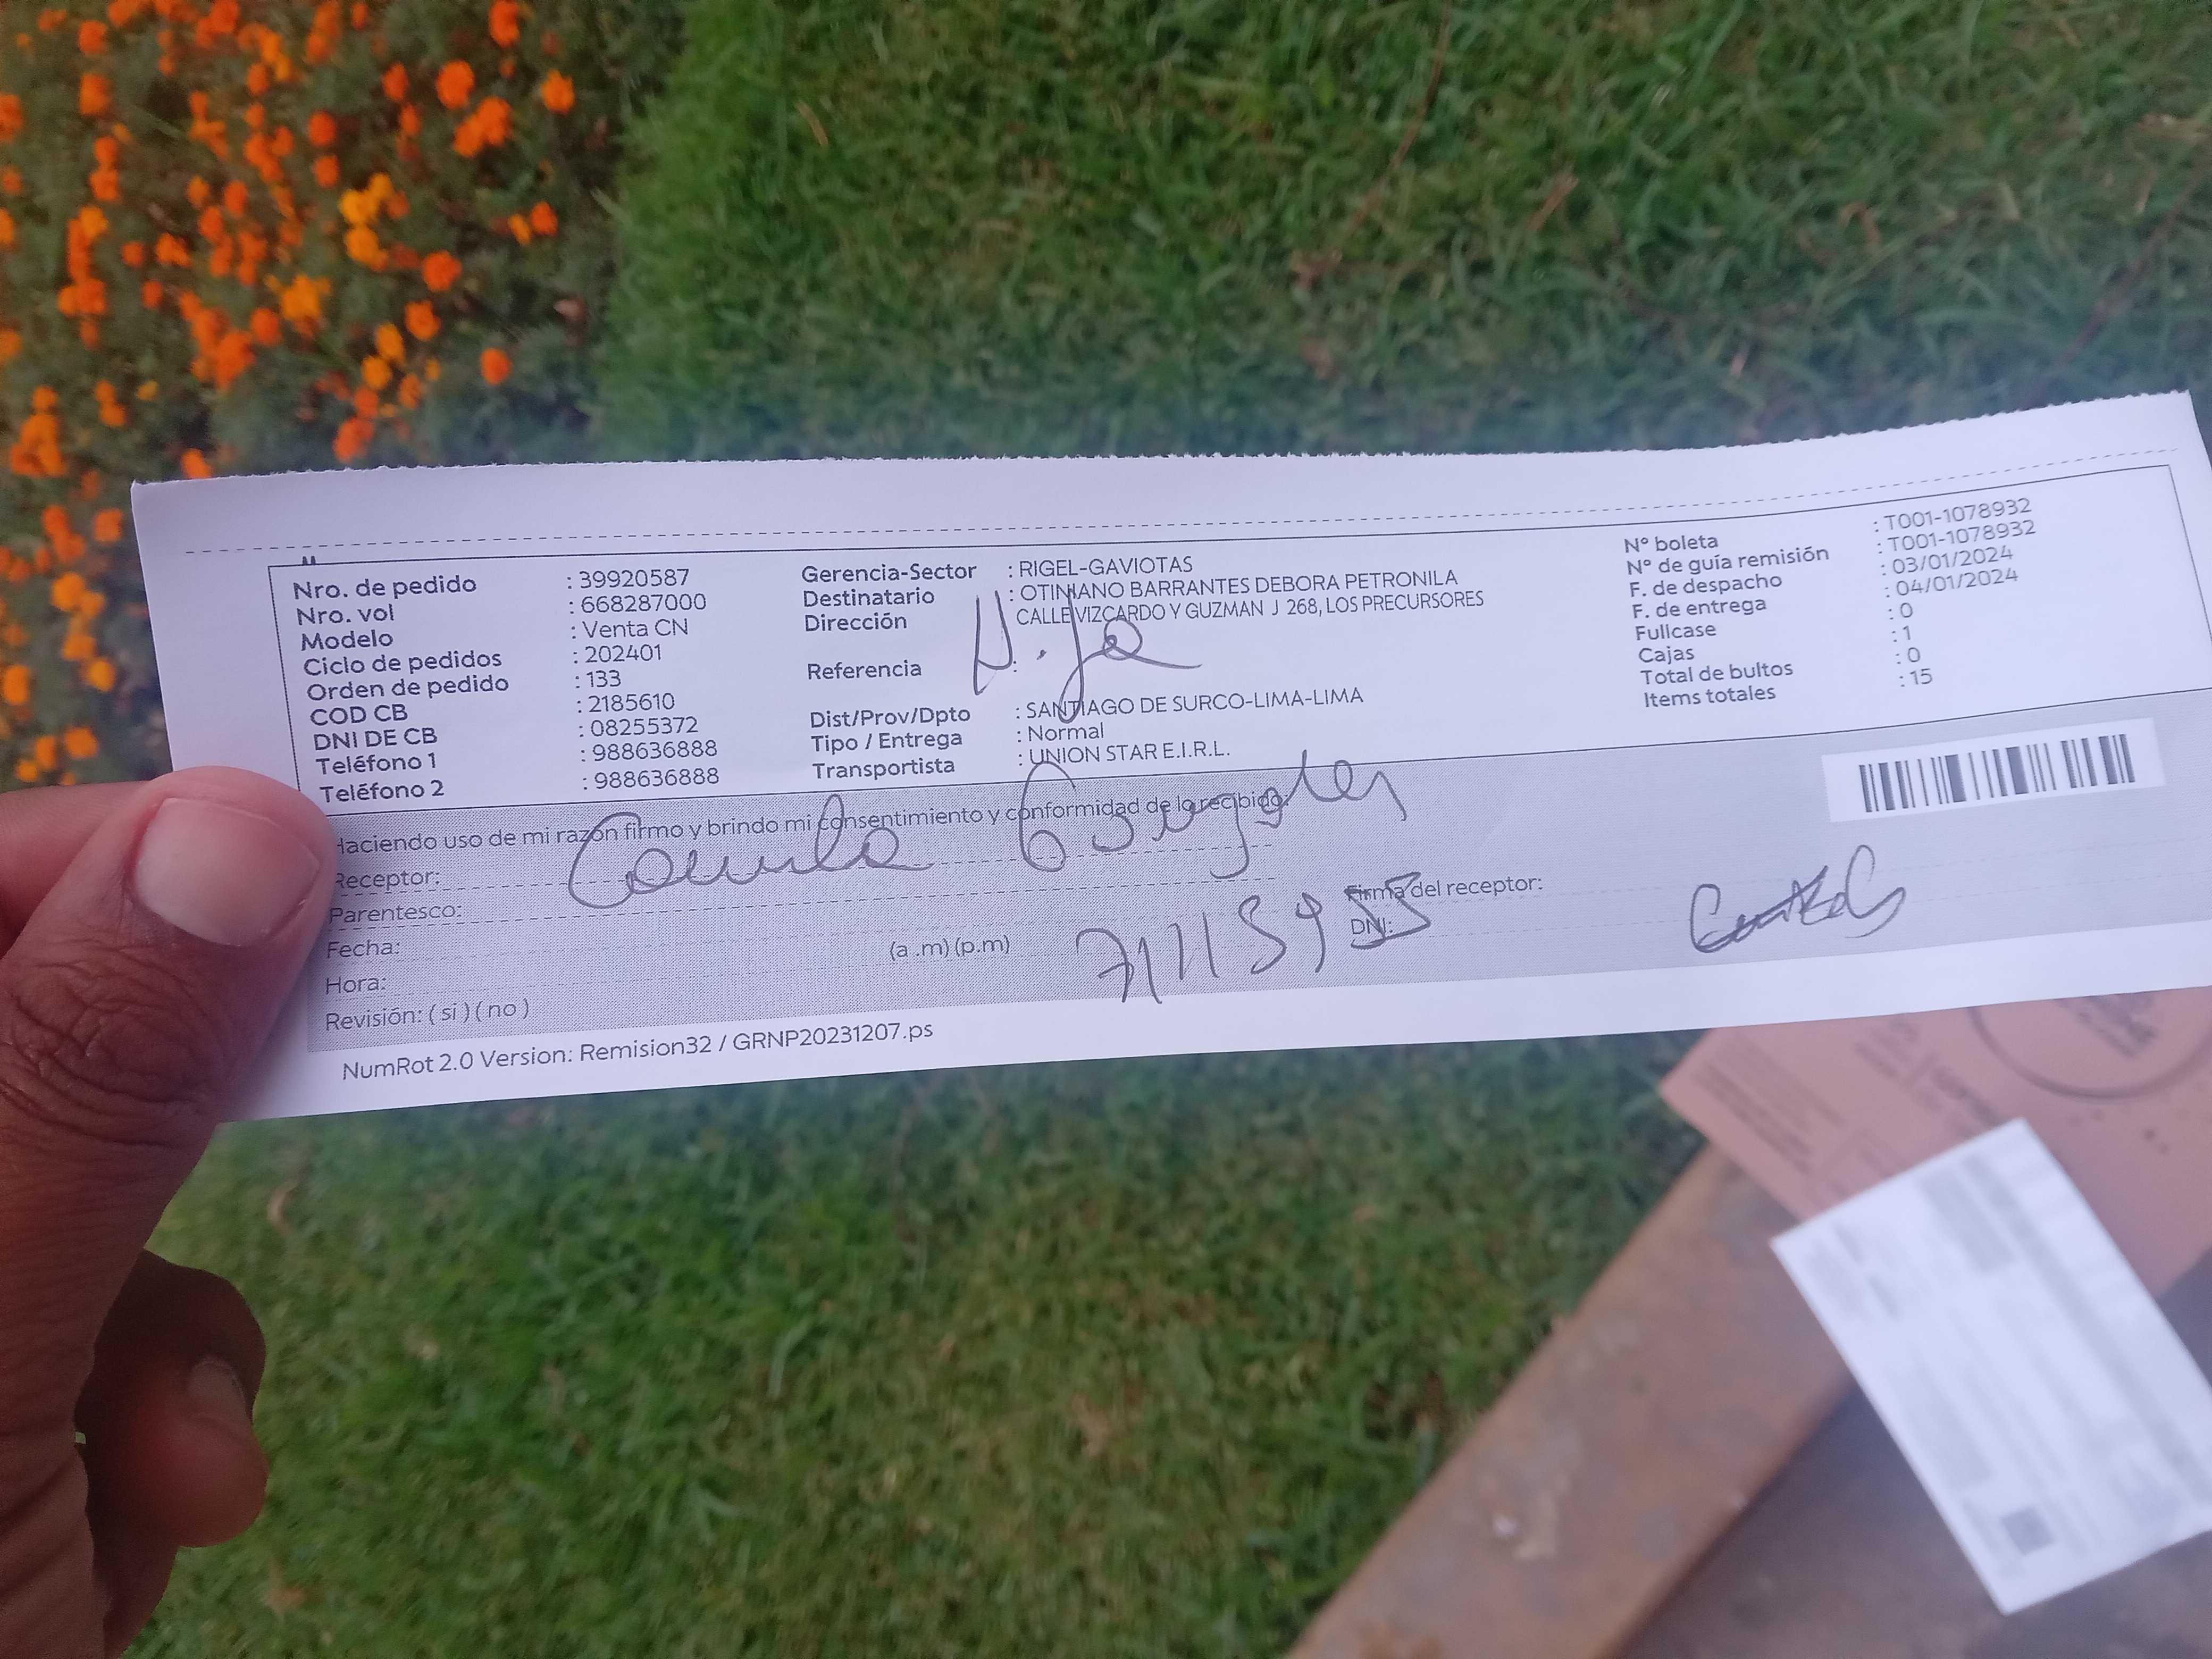 Nro. de pedido : 39920587
Nro. vol : 668287000
Modelo : Venta CN
Ciclo de pedidos : 202401
Orden de pedido : 133
COD CB : 2185610
DNI DE CB : 08255372
Teléfono 1 : 988636888
Teléfono 2 : 988636888
Gerencia-Sector : RIGEL-GAVIOTAS
Destinatario : OTINIANO BARRANTES DEBORA PETRONILA
Dirección CALLE VIZCARDO Y GUZMAN J 268, LOS PRECURSORES
Referencia :
Dist/Prov/Dpto : SANTIAGO DE SURCO-LIMA-LIMA
Tipo / Entrega : Normal
Transportista : UNION STAR E.I.R.L.
N° boleta : T001-1078932
N° de guía remisión : T001-1078932
F. de despacho : 03/01/2024
F. de entrega : 04/01/2024
Fullcase : 0
Cajas : 1
Total de bultos : 0
Items totales : 15
Haciendo uso de mi razón firmo y brindo mi consentimiento y conformidad de lo recibido:
Receptor:
Parentesco:
Fecha:
Hora: (a .m) (p.m)
Revisión: ( si ) ( no )
Firma del receptor:
DNI:
NumRot 2.0 Version: Remision32 / GRNP20231207.ps